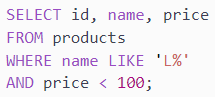 SELECT id, name, price
FROM products
WHERE name LIKE 'L%'
AND price < 100;